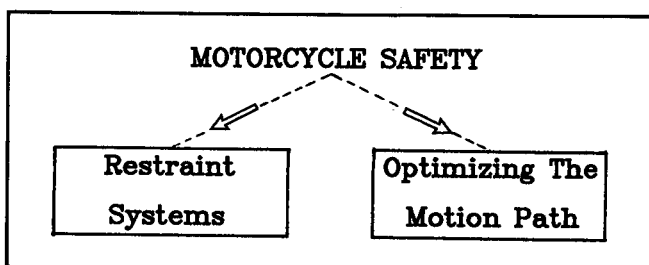 MOTORCYCLE SAFETY
Restraint
Systems
Optimizing The
Motion Path